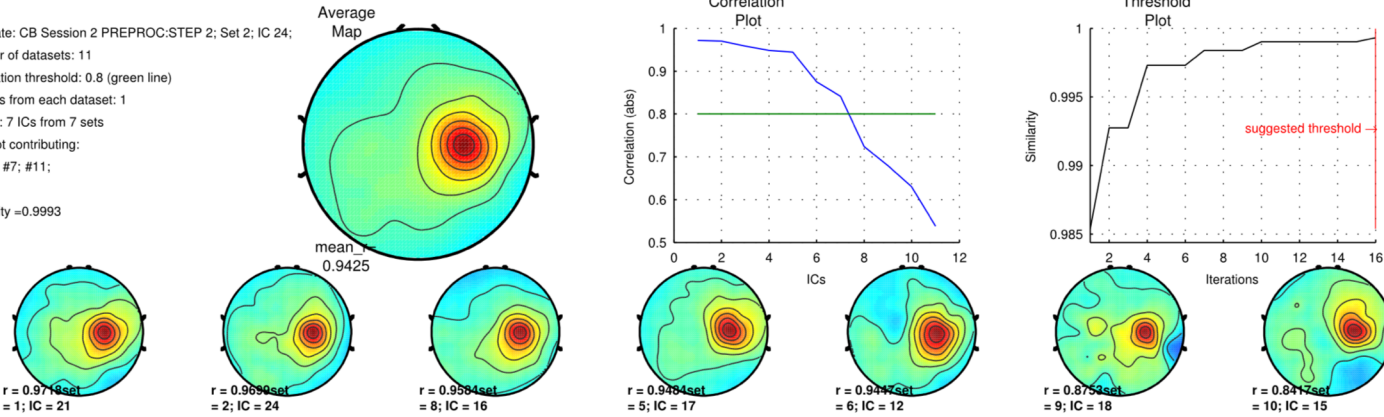 Average
Map
ate: CB Session 2 PREPROC:STEP 2; Set 2; IC 24;
r of datasets: 11
ation threshold: 0.8 (green line)
s from each dataset: 1
: 7 ICs from 7 sets
ot contributing:
#7; #11;
ty =0.9993
mean_r=
0.9425
Correlation
Plot
1
0.9
0.8
0.7
0.6
0.5
Correlation (abs)
0 2 4 6 8 10 12
ICs
Threshold
Plot
1
0.995
0.99
0.985
Similarity
suggested threshold →
2 4 6 8 10 12 14 16
Iterations
r = 0.9718set
= 1; IC = 21
r = 0.9699set
= 2; IC = 24
r = 0.9584set
= 8; IC = 16
r = 0.9484set
= 5; IC = 17
r = 0.9447set
= 6; IC = 12
r = 0.8753set
= 9; IC = 18
r = 0.8417set
= 10; IC = 15